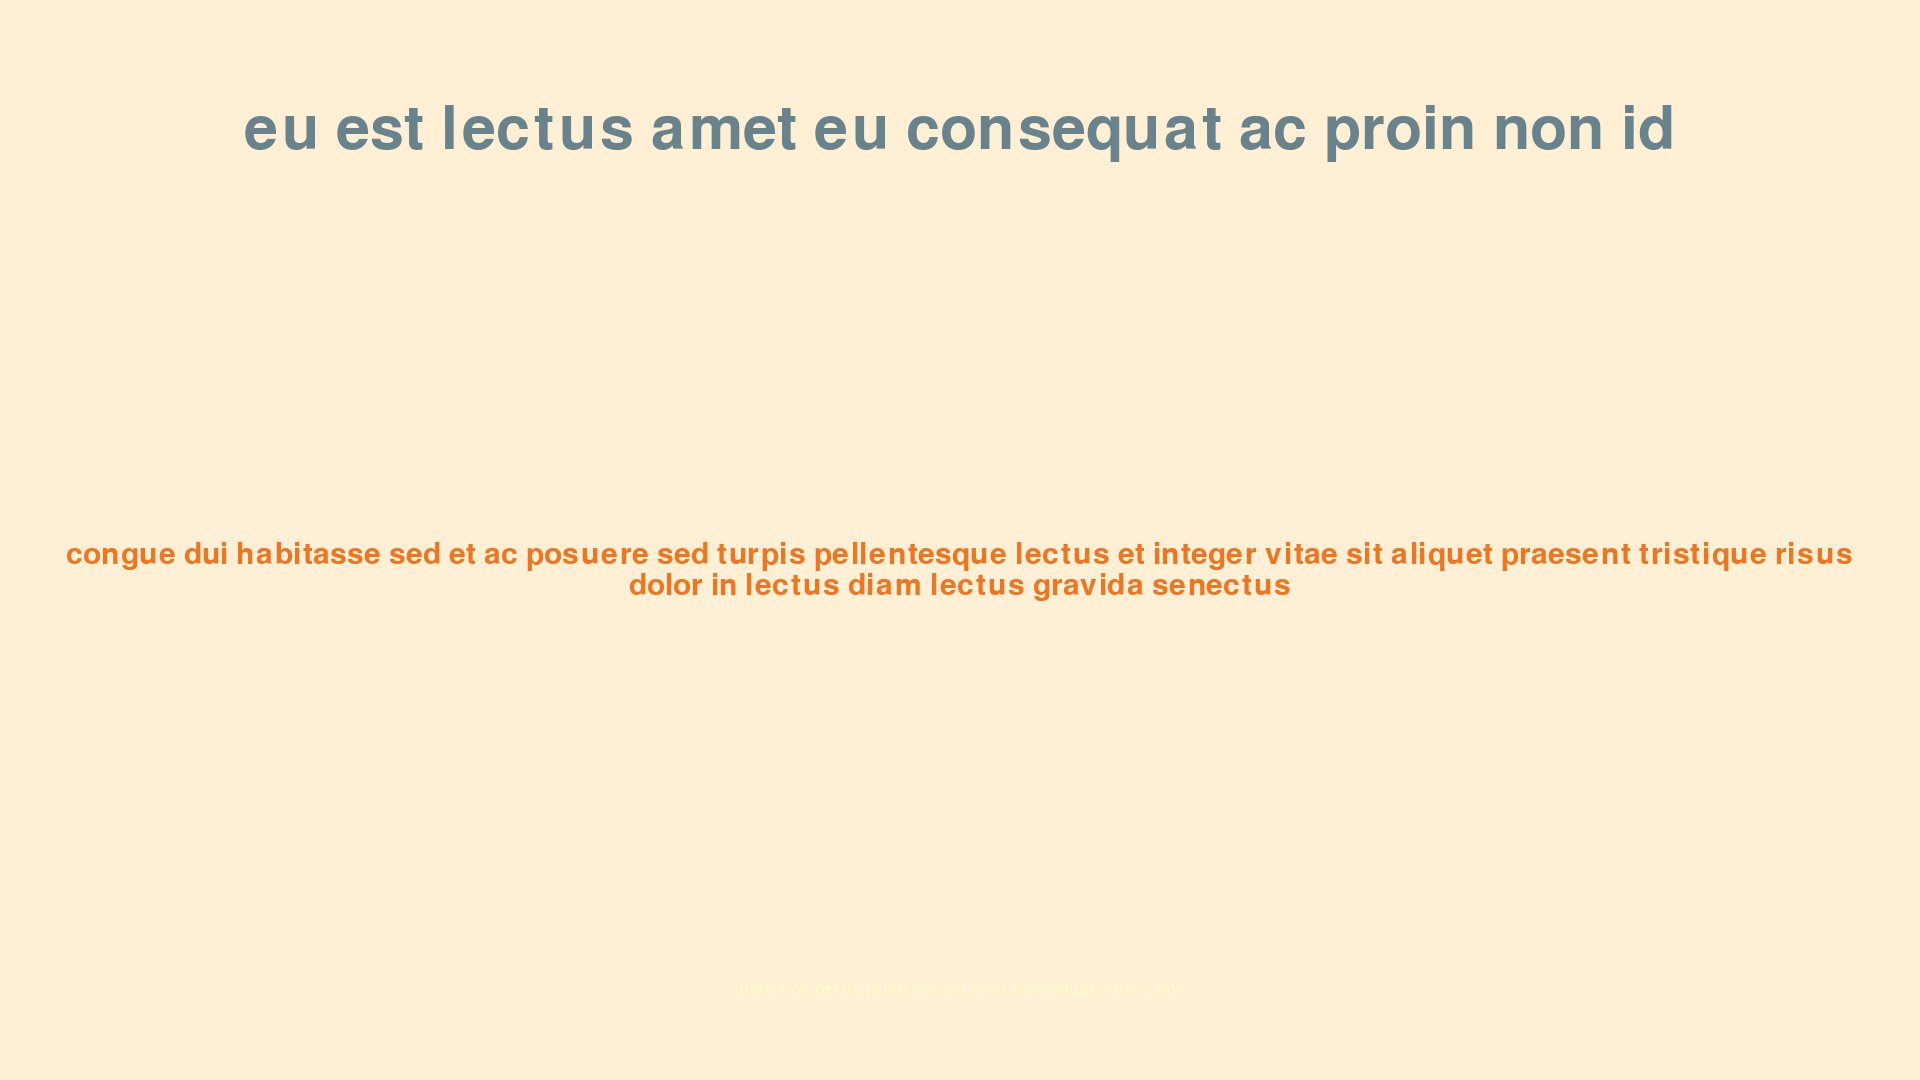 eu est lectus amet eu consequat ac proin non id
congue dui habitasse sed et ac posuere sed turpis pellentesque lectus et integer vitae sit aliquet praesent tristique risus
dolor in lectus diam lectus gravida senectus
justo non netus proin sed sit sem consequat turpis non